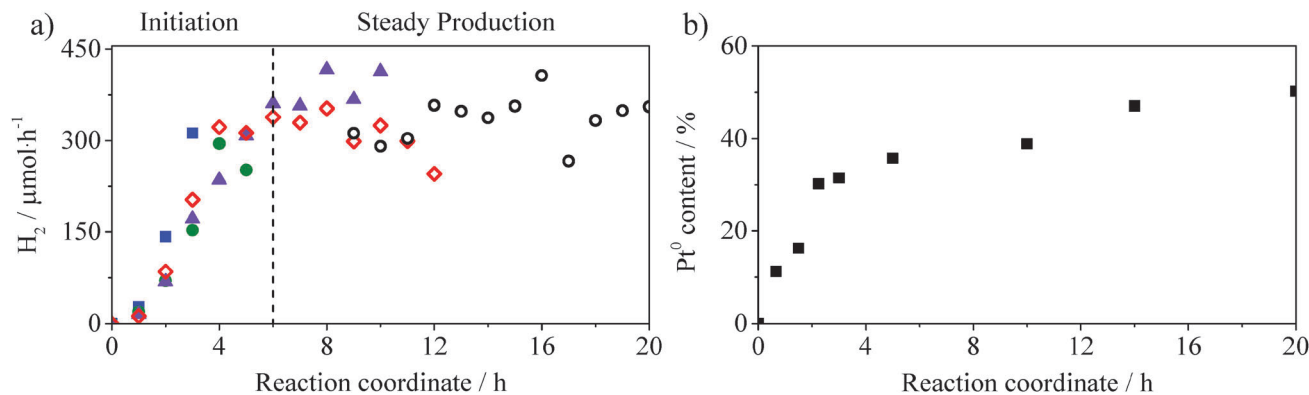 a)
Initiation
Steady Production
450
300
150
0
H₂ / μmol·h⁻¹
0 4 8 12 16 20
Reaction coordinate / h
b)
60
40
20
0
Pt⁰ content / %
0 4 8 12 16 20
Reaction coordinate / h